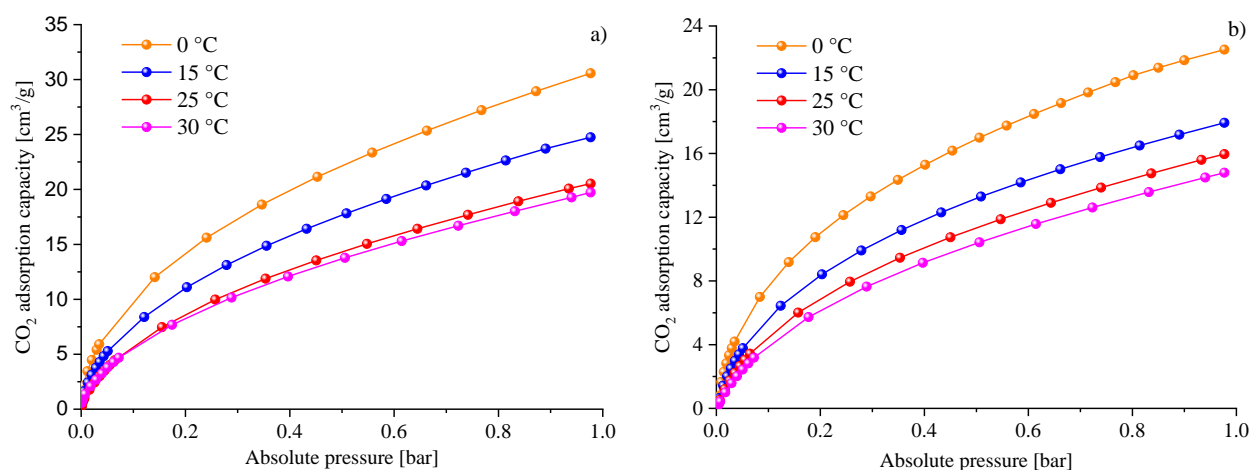 a)
0 °C
15 °C
25 °C
30 °C
CO2 adsorption capacity [cm³/g]
35
30
25
20
15
10
5
0
0.0 0.2 0.4 0.6 0.8 1.0
Absolute pressure [bar]
b)
0 °C
15 °C
25 °C
30 °C
CO2 adsorption capacity [cm³/g]
24
20
16
12
8
4
0
0.0 0.2 0.4 0.6 0.8 1.0
Absolute pressure [bar]